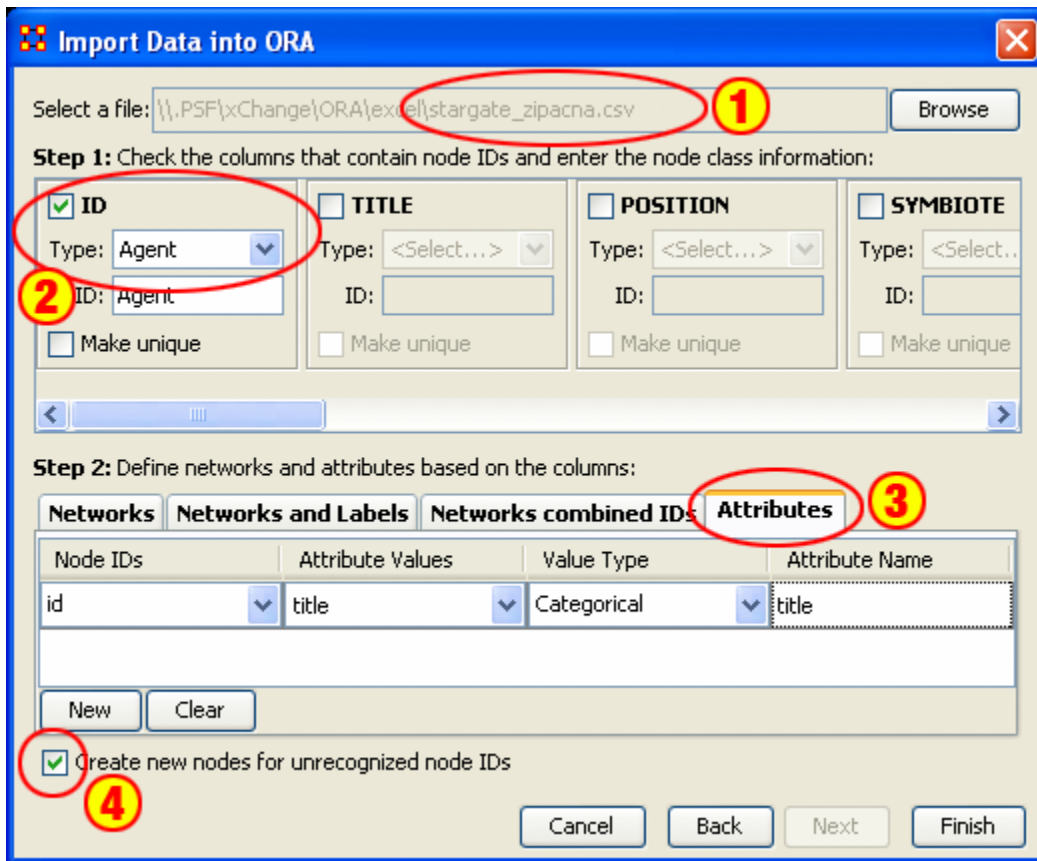 Import Data into ORA
Select a file: \\.PSF\xChange\ORA\excel\stargate_zipacna.csv 1 Browse
Step 1: Check the columns that contain node IDs and enter the node class information:
ID TITLE POSITION SYMBIOTE
Type: Agent Type: <Select...> Type: <Select...> Type: <Select..
2 ID: Agent ID: ID: ID:
Make unique Make unique Make unique Make unique
Step 2: Define networks and attributes based on the columns:
Networks Networks and Labels Networks combined IDs Attributes 3
Node IDs Attribute Values Value Type Attribute Name
id title Categorical title
New Clear
Create new nodes for unrecognized node IDs
4
Cancel Back Next Finish